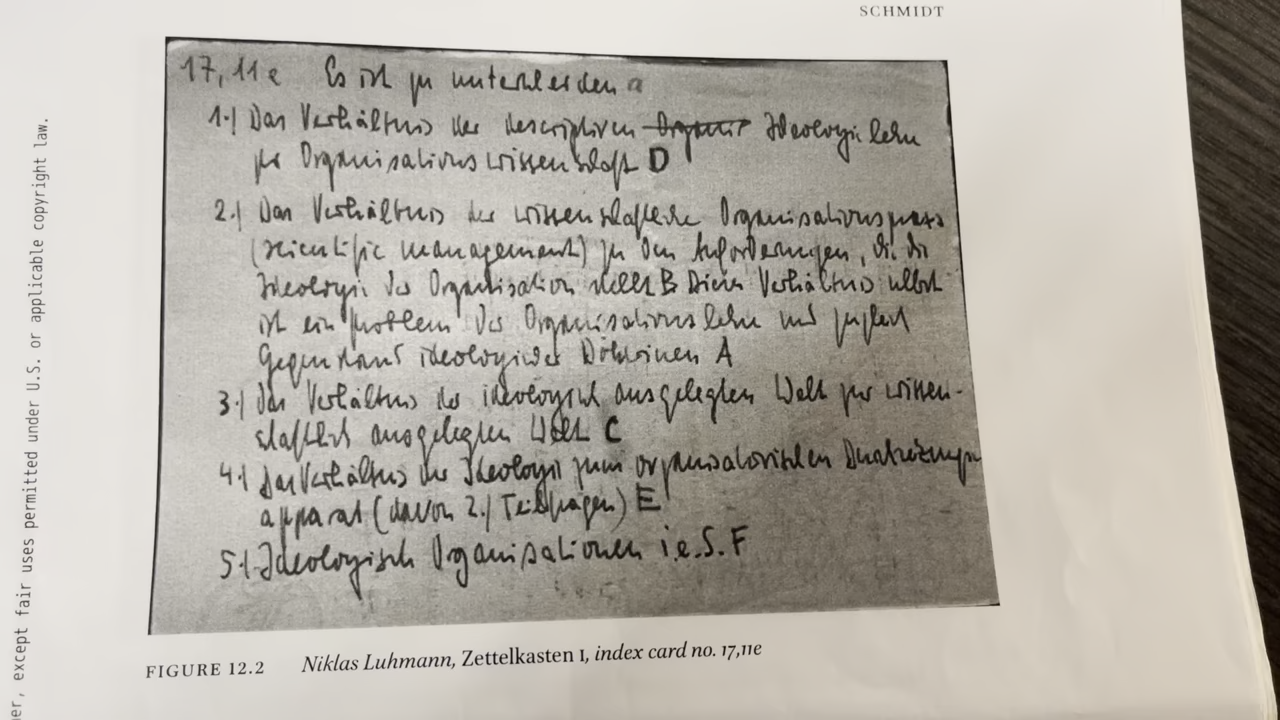 SCHMIDT
17,11e Es ist zu unterscheiden a
1.) Das Verhältnis der descriptiven Organis Ideologielehre
zur Organisationswissenschaft D
2.) Das Verhältnis der wissenschaftliche Organisationspraxis
(scientific management) zu den Anforderungen, die die
Ideologie der Organisation stellt B Dieses Verhältnis selbst
ist ein Problem der Organisationslehre und zugleich
Gegenstand ideologischer Doktrinen A
3.) das Verhältnis der ideologisch ausgelegten Welt zur wissen-
schaftlich ausgelegten Welt C
4.) das Verhältnis der Ideologie zum organisatorischen Durchsetzungs
apparat (davon 2.) Teilfragen) E
5.) Ideologische Organisationen i.e.S. F
FIGURE 12.2 Niklas Luhmann, Zettelkasten I, index card no. 17,11e
er, except fair uses permitted under U.S. or applicable copyright law.